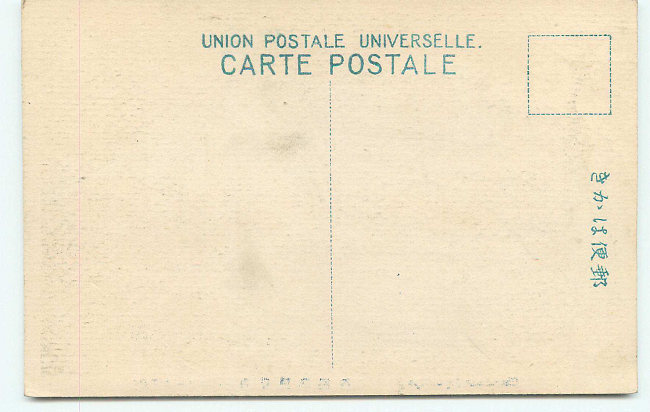 UNION POSTALE UNIVERSELLE.
CARTE POSTALE
きかは便郵